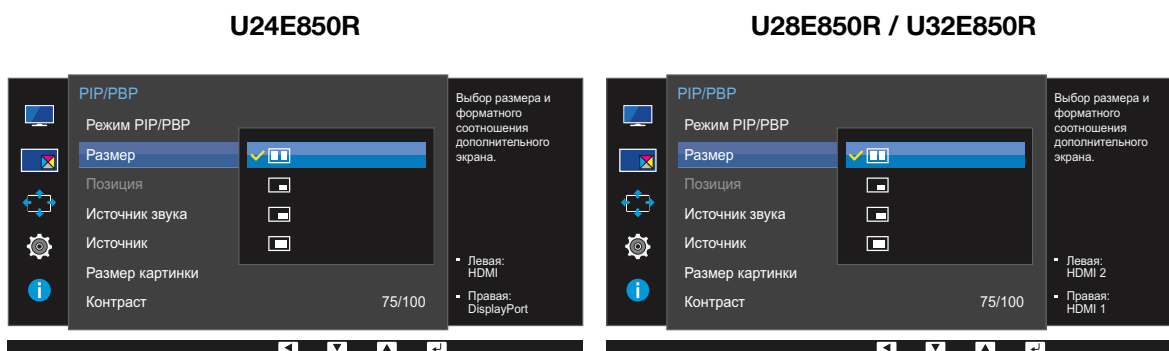 U24E850R
PIP/PBP
Режим PIP/PBP
Размер
Позиция
Источник звука
Источник
Размер картинки
Контраст 75/100
Выбор размера и
форматного
соотношения
дополнительного
экрана.
Левая:
HDMI
Правая:
DisplayPort
U28E850R / U32E850R
PIP/PBP
Режим PIP/PBP
Размер
Позиция
Источник звука
Источник
Размер картинки
Контраст 75/100
Выбор размера и
форматного
соотношения
дополнительного
экрана.
Левая:
HDMI 2
Правая:
HDMI 1